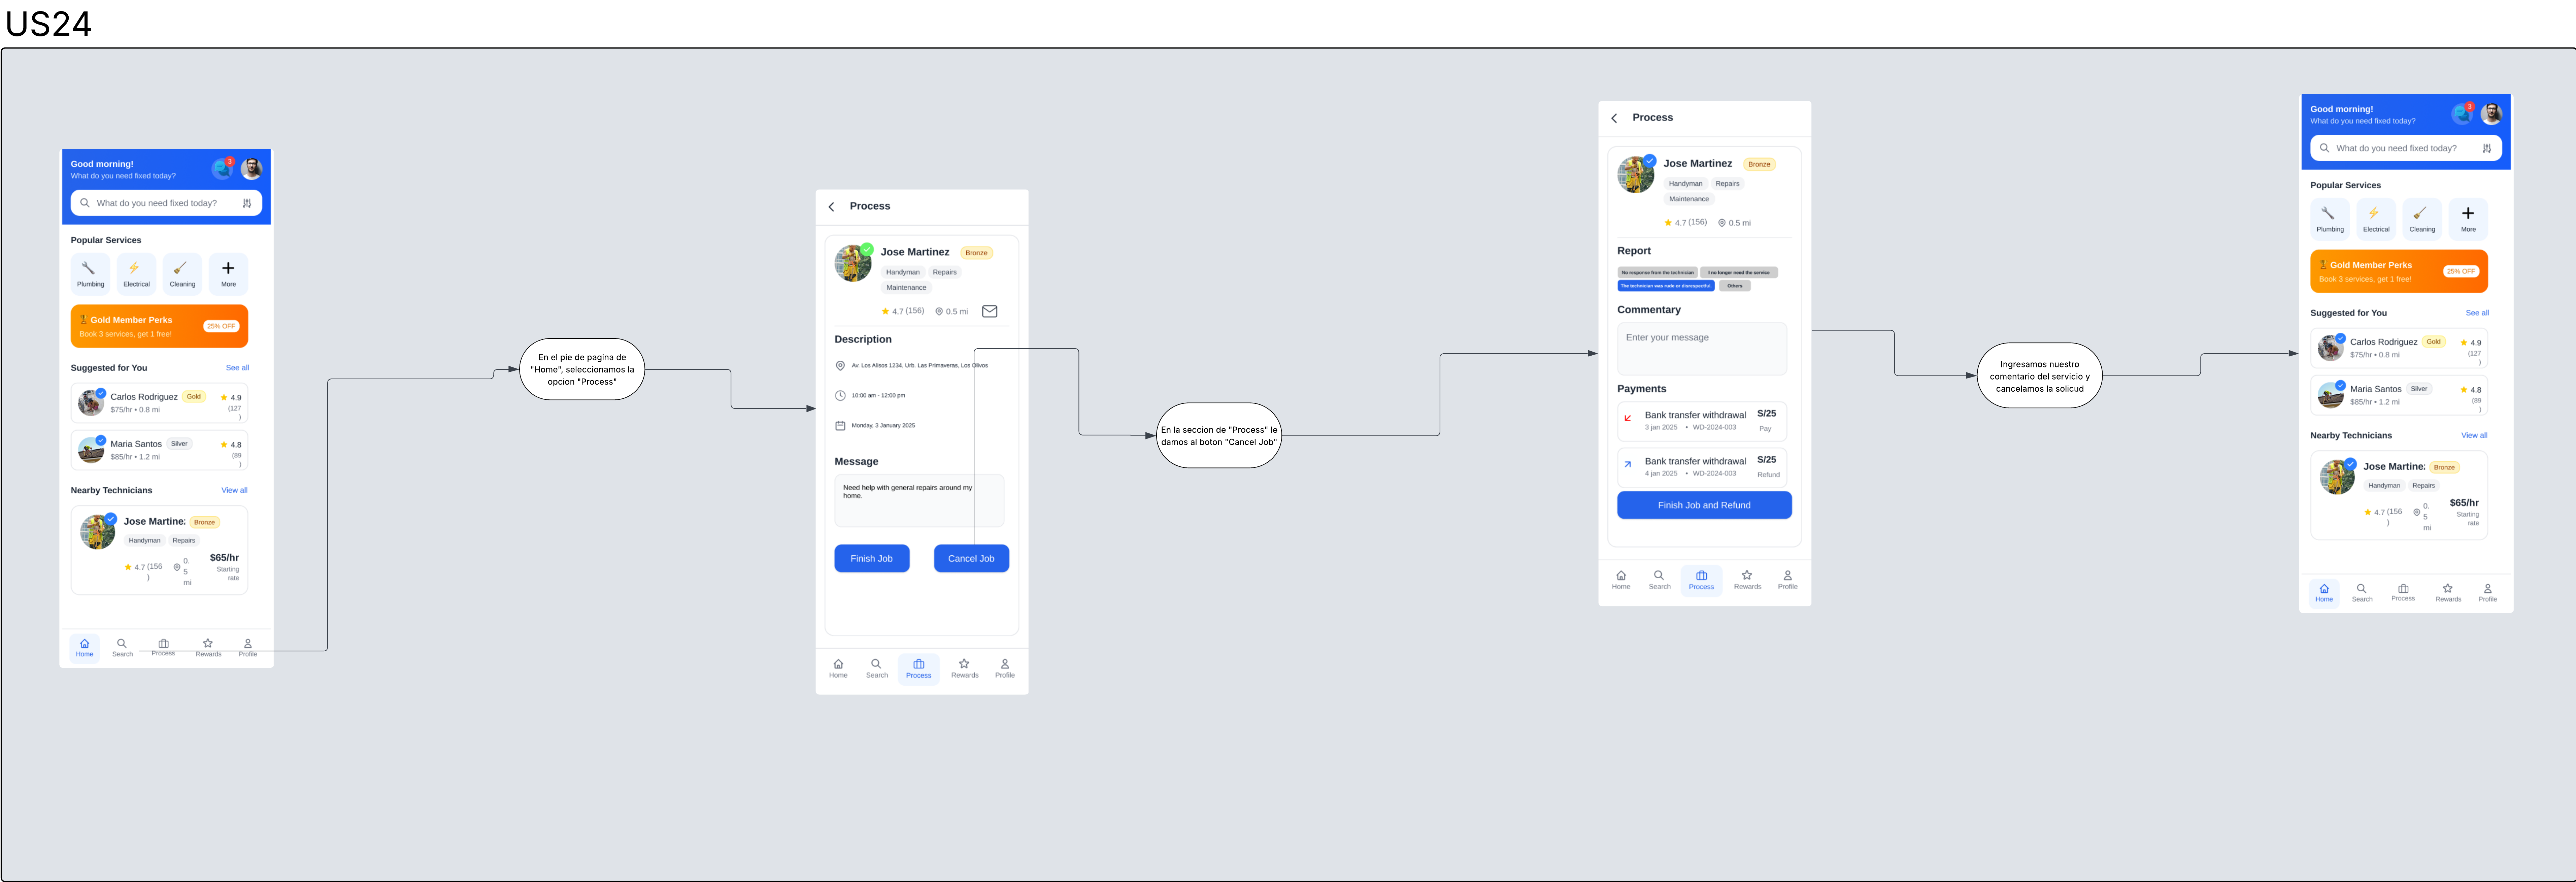 US24
Good morning!
What do you need fixed today?
3
What do you need fixed today?
Popular Services
Plumbing
Electrical
Cleaning
More
Gold Member Perks
Book 3 services, get 1 free!
25% OFF
Suggested for You
See all
Carlos Rodriguez Gold
4.9
$75/hr • 0.8 mi
(127
)
Maria Santos Silver
4.8
$85/hr • 1.2 mi
(89
)
Nearby Technicians
View all
Jose Martine: Bronze
Handyman Repairs
$65/hr
4.7 (156
)
0.
5
mi
Starting
rate
Home
Search
Process
Rewards
Profile
En el pie de pagina de
"Home", seleccionamos la
opcion "Process"
Process
Jose Martinez Bronze
Handyman Repairs
Maintenance
4.7 (156) 0.5 mi
Description
Av. Los Alisos 1234, Urb. Las Primaveras, Los Olivos
10:00 am - 12:00 pm
Monday, 3 January 2025
Message
Need help with general repairs around my
home.
Finish Job
Cancel Job
Home
Search
Process
Rewards
Profile
En la seccion de "Process" le
damos al boton "Cancel Job"
Process
Jose Martinez Bronze
Handyman Repairs
Maintenance
4.7 (156) 0.5 mi
Report
No response from the technician
I no longer need the service
The technician was rude or disrespectful.
Others
Commentary
Enter your message
Payments
Bank transfer withdrawal S/25
3 jan 2025 • WD-2024-003 Pay
Bank transfer withdrawal S/25
4 jan 2025 • WD-2024-003 Refund
Finish Job and Refund
Home
Search
Process
Rewards
Profile
Ingresamos nuestro
comentario del servicio y
cancelamos la solicud
Good morning!
What do you need fixed today?
3
What do you need fixed today?
Popular Services
Plumbing
Electrical
Cleaning
More
Gold Member Perks
Book 3 services, get 1 free!
25% OFF
Suggested for You
See all
Carlos Rodriguez Gold
4.9
$75/hr • 0.8 mi
(127
)
Maria Santos Silver
4.8
$85/hr • 1.2 mi
(89
)
Nearby Technicians
View all
Jose Martine: Bronze
Handyman Repairs
$65/hr
4.7 (156
)
0.
5
mi
Starting
rate
Home
Search
Process
Rewards
Profile